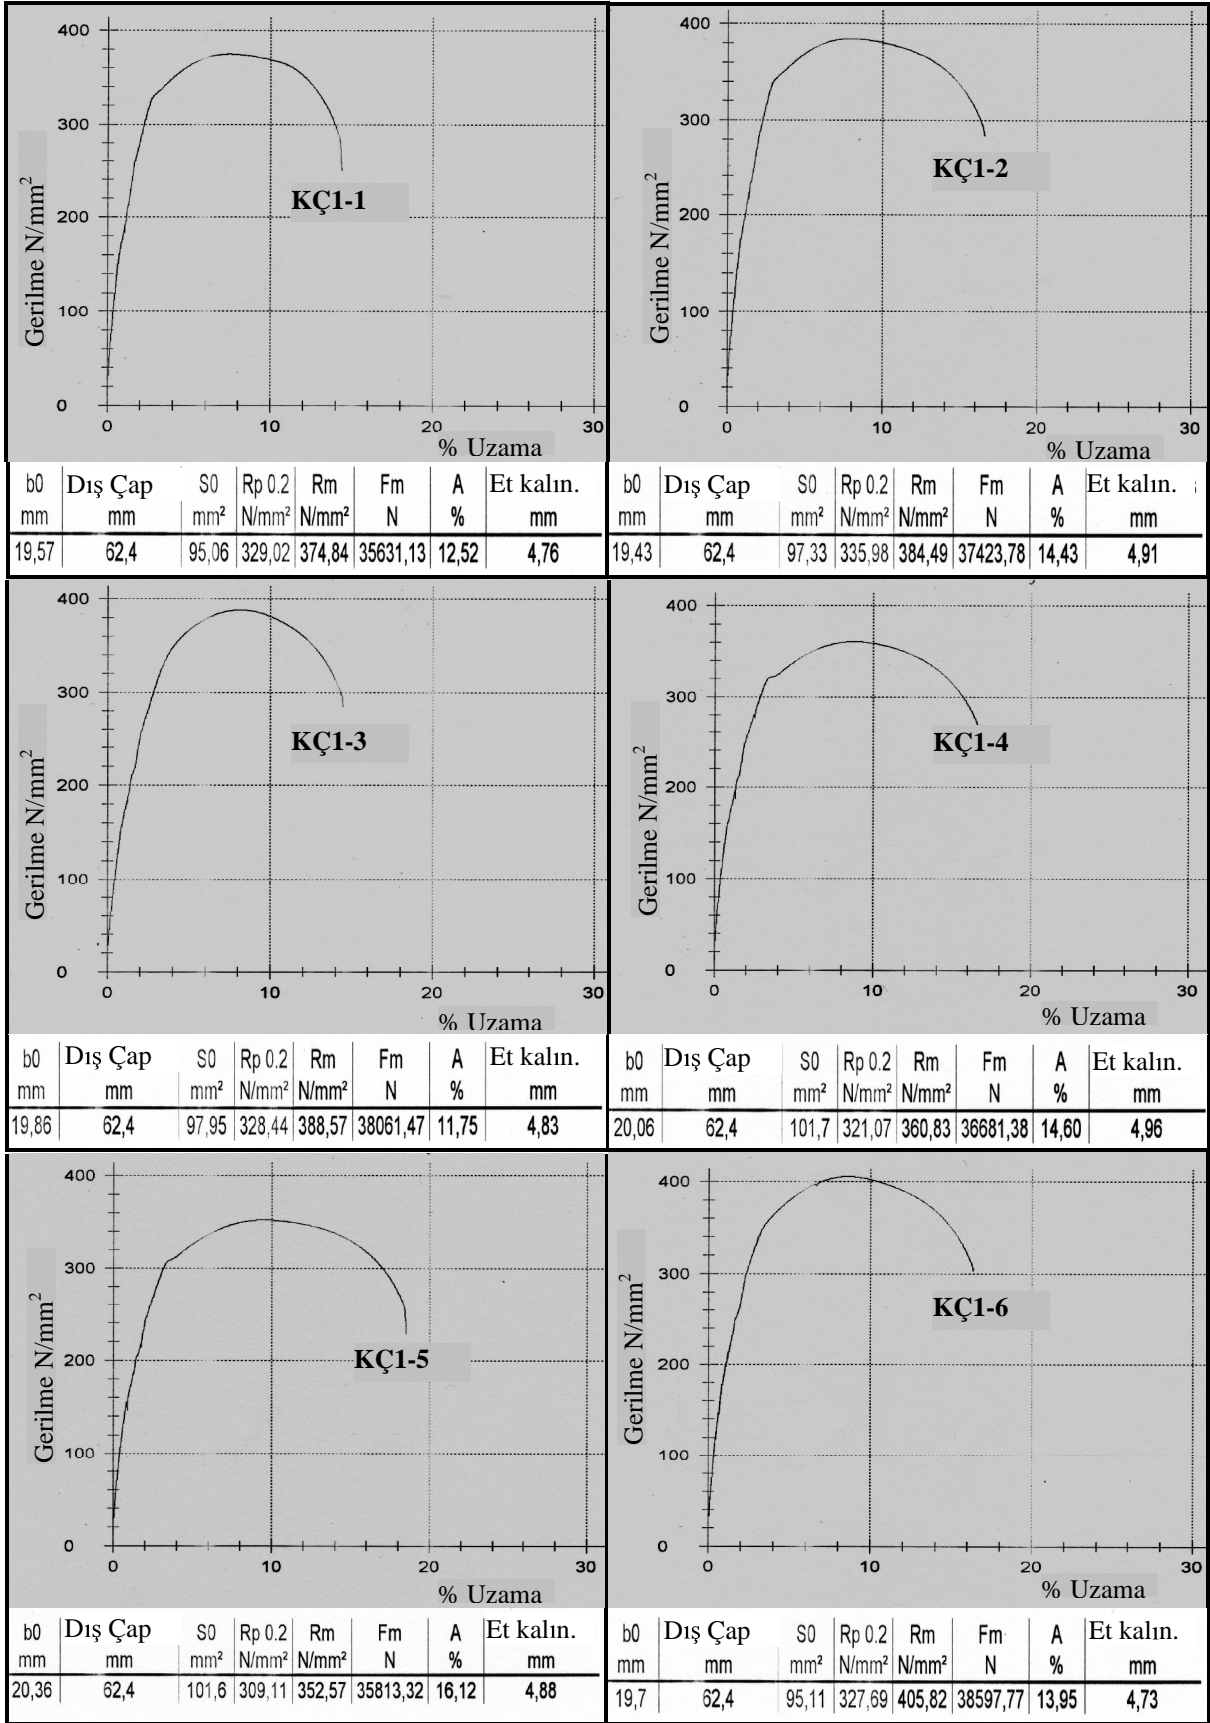 400
300
200
100
0
Gerilme N/mm²
KÇ1-1
0 10 20 30
% Uzama
b0 Dış Çap S0 Rp 0.2 Rm Fm A Et kalın.
mm mm mm² N/mm² N/mm² N % mm
19,57 62,4 95,06 329,02 374,84 35631,13 12,52 4,76
400
300
200
100
0
Gerilme N/mm²
KÇ1-2
0 10 20 30
% Uzama
b0 Dış Çap S0 Rp 0.2 Rm Fm A Et kalın.
mm mm mm² N/mm² N/mm² N % mm
19,43 62,4 97,33 335,98 384,49 37423,78 14,43 4,91
400
300
200
100
0
Gerilme N/mm²
KÇ1-3
0 10 20 30
% Uzama
b0 Dış Çap S0 Rp 0.2 Rm Fm A Et kalın.
mm mm mm² N/mm² N/mm² N % mm
19,86 62,4 97,95 328,44 388,57 38061,47 11,75 4,83
400
300
200
100
0
Gerilme N/mm²
KÇ1-4
0 10 20 30
% Uzama
b0 Dış Çap S0 Rp 0.2 Rm Fm A Et kalın.
mm mm mm² N/mm² N/mm² N % mm
20,06 62,4 101,7 321,07 360,83 36681,38 14,60 4,96
400
300
200
100
0
Gerilme N/mm²
KÇ1-5
0 10 20 30
% Uzama
b0 Dış Çap S0 Rp 0.2 Rm Fm A Et kalın.
mm mm mm² N/mm² N/mm² N % mm
20,36 62,4 101,6 309,11 352,57 35813,32 16,12 4,88
400
300
200
100
0
Gerilme N/mm²
KÇ1-6
0 10 20 30
% Uzama
b0 Dış Çap S0 Rp 0.2 Rm Fm A Et kalın.
mm mm mm² N/mm² N/mm² N % mm
19,7 62,4 95,11 327,69 405,82 38597,77 13,95 4,73